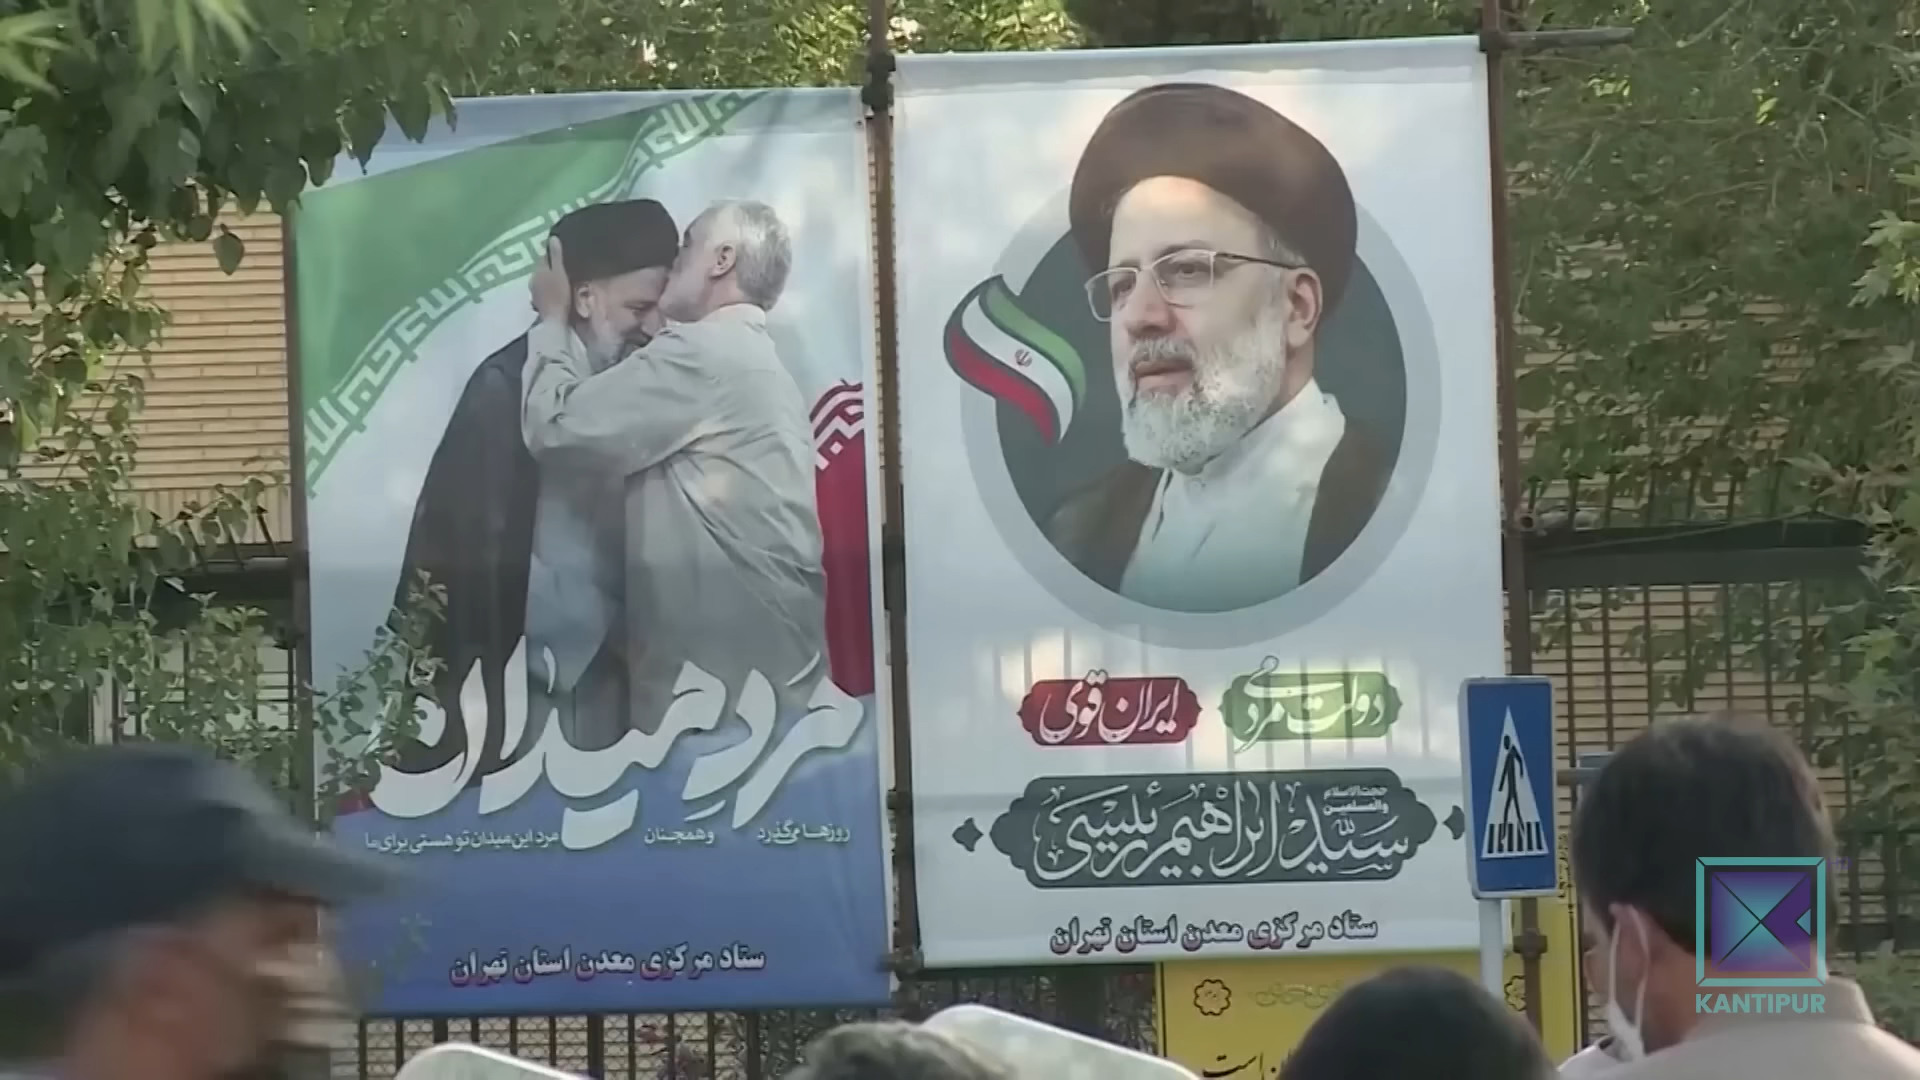 مرد میدان
روزها می‌گذرد وهمچنان مرد این میدان تو هستی برای ما
ستاد مرکزی معدن استان تهران
دولت مردمی ایران قوی
حجت‌الاسلام والمسلمین
سید ابراهیم رئیسی
ستاد مرکزی معدن استان تهران
KANTIPUR